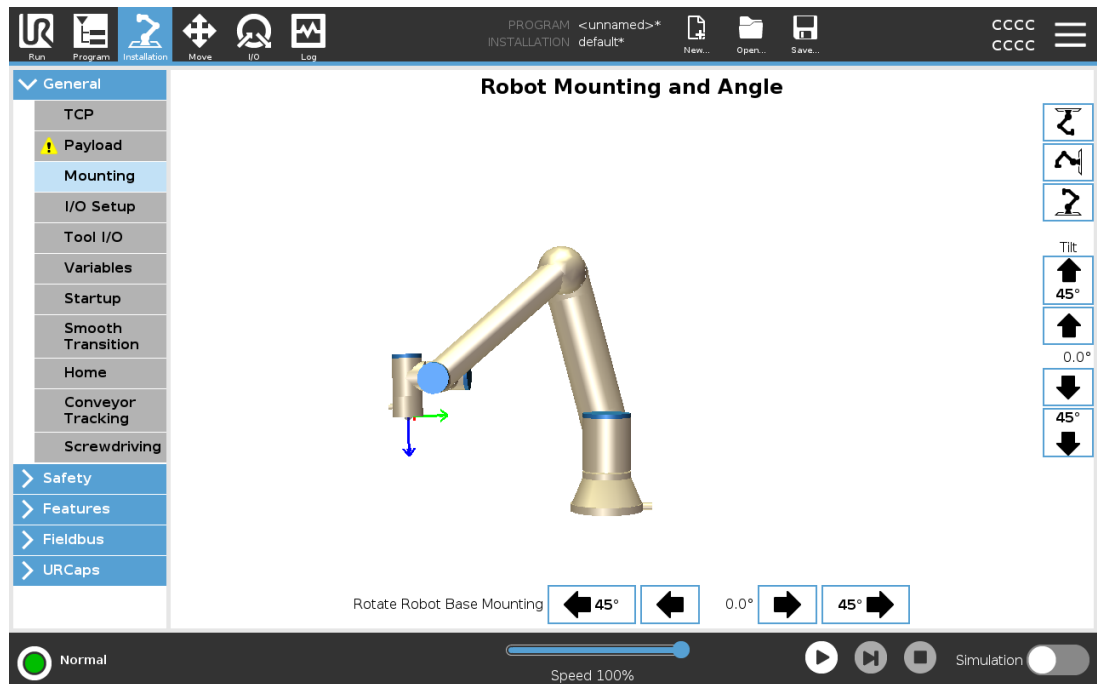 UR
Run
Program
Installation
Move
I/O
Log
PROGRAM <unnamed>*
INSTALLATION default*
New...
Open...
Save...
CCCC
CCCC
General
TCP
Payload
Mounting
I/O Setup
Tool I/O
Variables
Startup
Smooth
Transition
Home
Conveyor
Tracking
Screwdriving
Safety
Features
Fieldbus
URCaps
Robot Mounting and Angle
Tilt
45°
0.0°
45°
Rotate Robot Base Mounting 45° 0.0° 45°
Normal
Speed 100%
Simulation